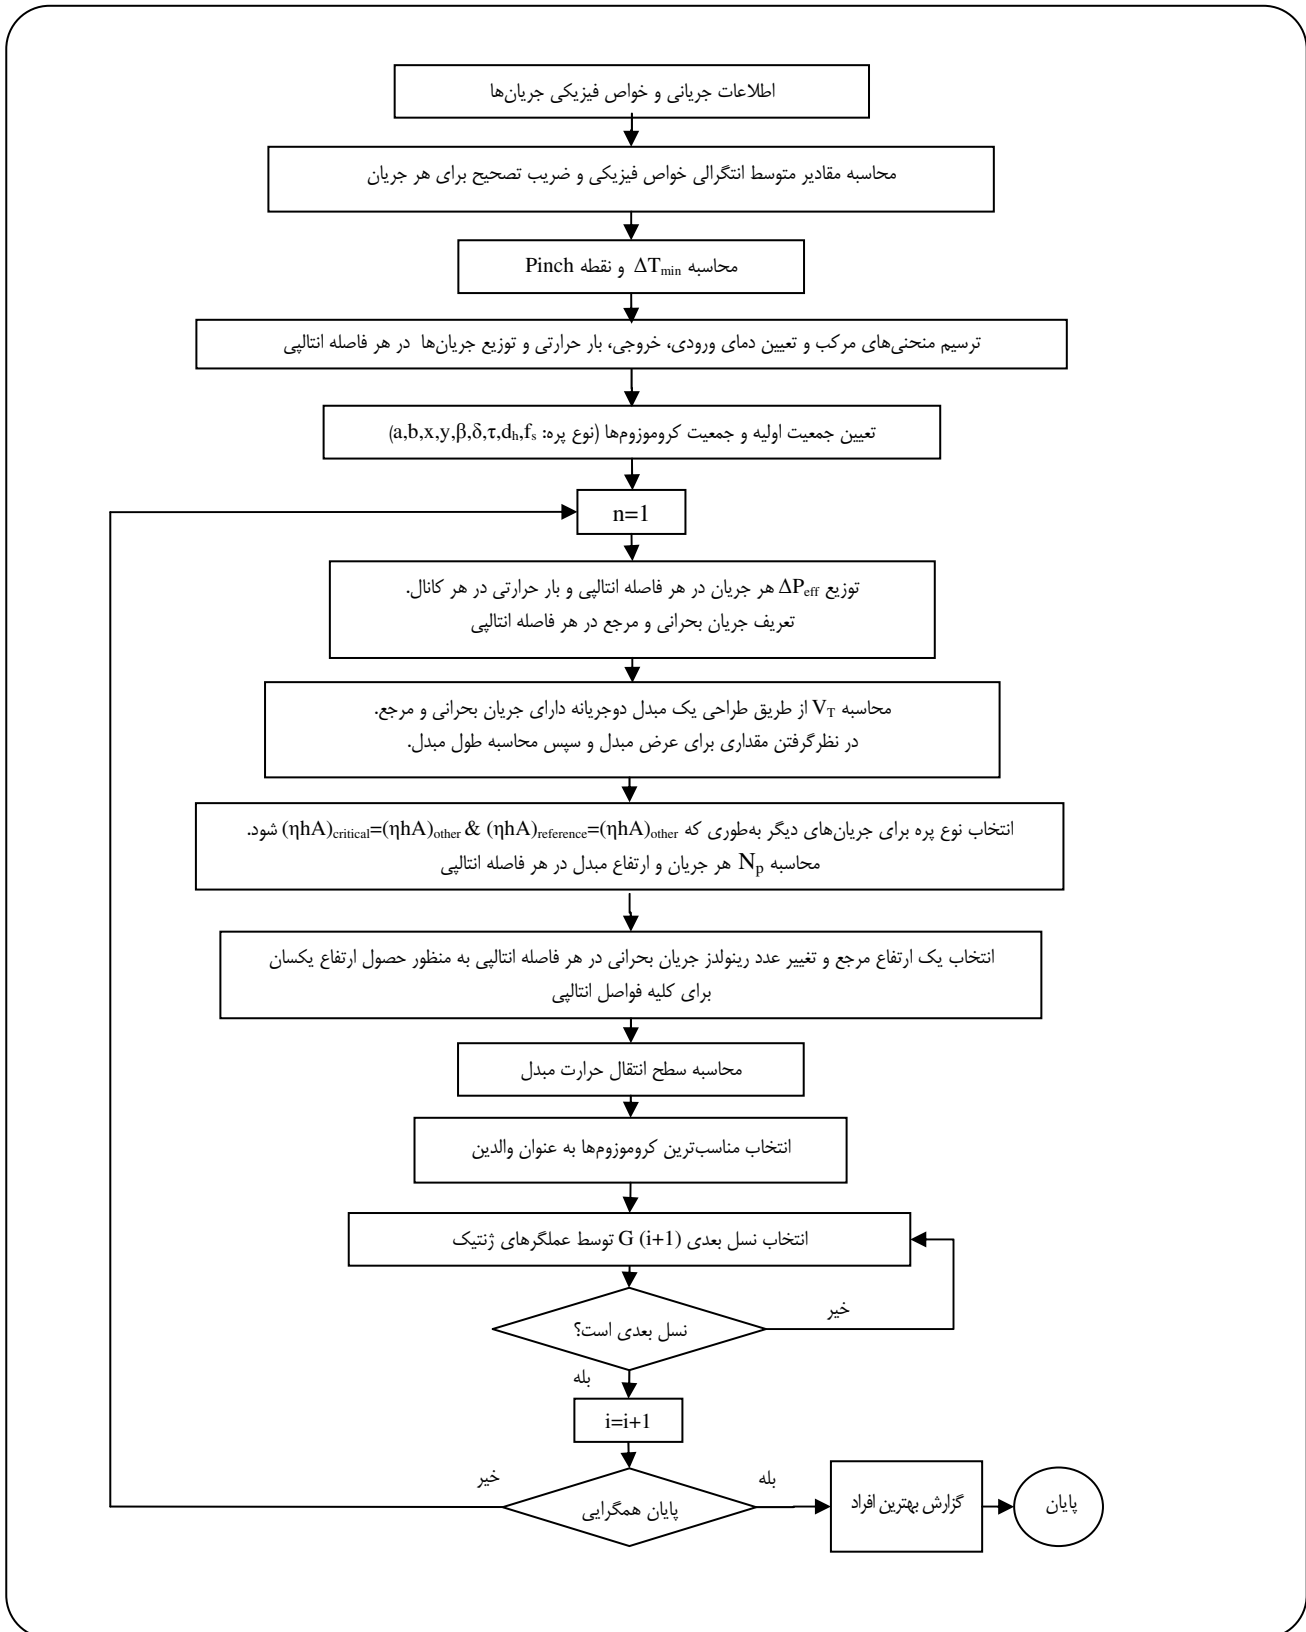 اطلاعات جریانی و خواص فیزیکی جریان‌ها
محاسبه مقادیر متوسط انتگرالی خواص فیزیکی و ضریب تصحیح برای هر جریان
محاسبه ΔTmin و نقطه Pinch
ترسیم منحنی‌های مرکب و تعیین دمای ورودی، خروجی، بار حرارتی و توزیع جریان‌ها در هر فاصله انتالپی
تعیین جمعیت اولیه و جمعیت کروموزوم‌ها (نوع پره: a,b,x,y,β,δ,τ,dh,fs)
n=1
توزیع ΔPeff هر جریان در هر فاصله انتالپی و بار حرارتی در هر کانال.
تعریف جریان بحرانی و مرجع در هر فاصله انتالپی
محاسبه VT از طریق طراحی یک مبدل دوجریانه دارای جریان بحرانی و مرجع.
در نظرگرفتن مقداری برای عرض مبدل و سپس محاسبه طول مبدل.
انتخاب نوع پره برای جریان‌های دیگر به‌طوری که (ηhA)critical=(ηhA)other & (ηhA)reference=(ηhA)other شود.
محاسبه Np هر جریان و ارتفاع مبدل در هر فاصله انتالپی
انتخاب یک ارتفاع مرجع و تغییر عدد رینولدز جریان بحرانی در هر فاصله انتالپی به منظور حصول ارتفاع یکسان
برای کلیه فواصل انتالپی
محاسبه سطح انتقال حرارت مبدل
انتخاب مناسب‌ترین کروموزوم‌ها به عنوان والدین
انتخاب نسل بعدی G (i+1) توسط عملگرهای ژنتیک
خیر
نسل بعدی است؟
بله
i=i+1
خیر
بله
پایان همگرایی
گزارش بهترین افراد
پایان